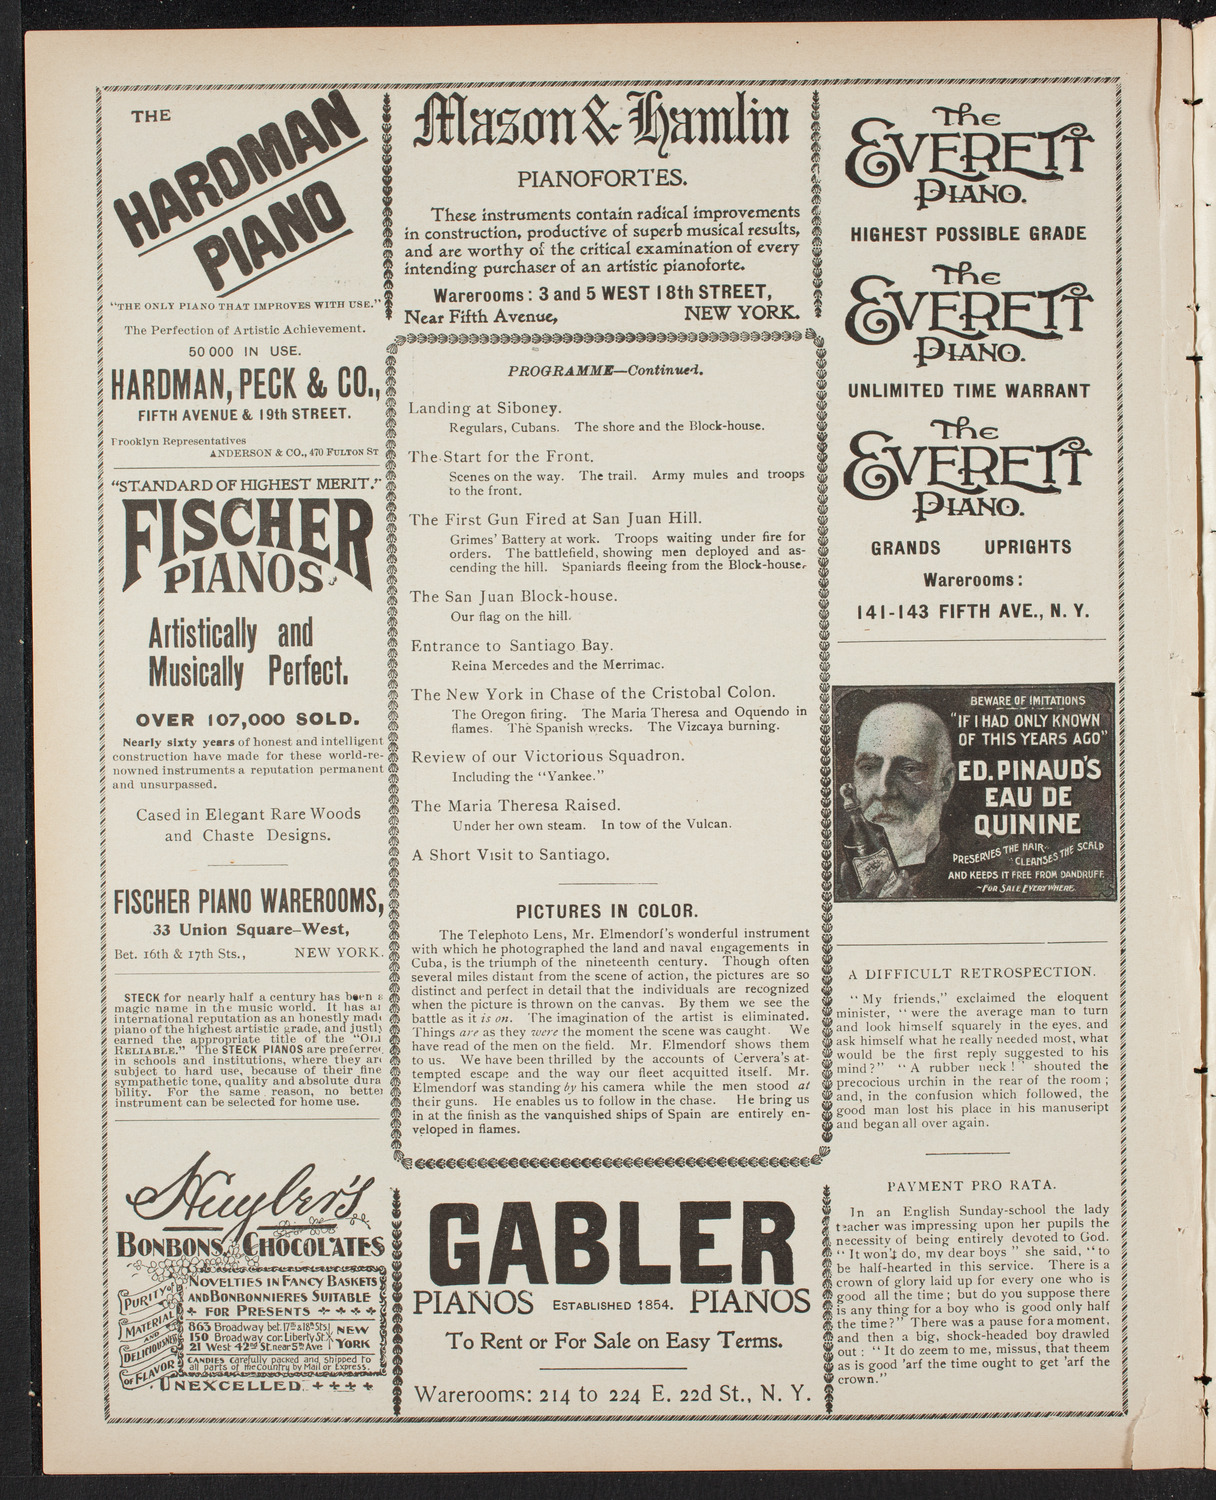 THE
HARDMAN
PIANO
"THE ONLY PIANO THAT IMPROVES WITH USE."
The Perfection of Artistic Achievement.
50 000 IN USE.
HARDMAN, PECK & CO.,
FIFTH AVENUE & 19th STREET.
Brooklyn Representatives
ANDERSON & CO., 470 FULTON ST
"STANDARD OF HIGHEST MERIT."
FISCHER
PIANOS
Artistically and
Musically Perfect.
OVER 107,000 SOLD.
Nearly sixty years of honest and intelligent
construction have made for these world-re-
nowned instruments a reputation permanent
and unsurpassed.
Cased in Elegant Rare Woods
and Chaste Designs.
FISCHER PIANO WAREROOMS,
33 Union Square–West,
Bet. 16th & 17th Sts., NEW YORK.
STECK for nearly half a century has been a
magic name in the music world. It has an
international reputation as an honestly made
piano of the highest artistic grade, and justly
earned the appropriate title of the "OLD
RELIABLE." The STECK PIANOS are preferred
in schools and institutions, where they are
subject to hard use, because of their fine
sympathetic tone, quality and absolute dura
bility. For the same reason, no better
instrument can be selected for home use.
Huyler's
BONBONS, CHOCOLATES
NOVELTIES IN FANCY BASKETS
AND BONBONNIERES SUITABLE
FOR PRESENTS
PURITY of
MATERIAL
AND
DELICIOUSNESS
OF FLAVOR
863 Broadway bet. 17th & 18th Sts.
150 Broadway cor. Liberty St.
21 West 42nd St. near 5th Ave
NEW
YORK
CANDIES carefully packed and shipped to
all parts of the Country by Mail or Express.
UNEXCELLED.
Mason & Hamlin
PIANOFORTES.
These instruments contain radical improvements
in construction, productive of superb musical results,
and are worthy of the critical examination of every
intending purchaser of an artistic pianoforte.
Warerooms: 3 and 5 WEST 18th STREET,
Near Fifth Avenue, NEW YORK.
PROGRAMME—Continued.
Landing at Siboney.
Regulars, Cubans. The shore and the Block-house.
The Start for the Front.
Scenes on the way. The trail. Army mules and troops
to the front.
The First Gun Fired at San Juan Hill.
Grimes' Battery at work. Troops waiting under fire for
orders. The battlefield, showing men deployed and as-
cending the hill. Spaniards fleeing from the Block-house.
The San Juan Block-house.
Our flag on the hill.
Entrance to Santiago Bay.
Reina Mercedes and the Merrimac.
The New York in Chase of the Cristobal Colon.
The Oregon firing. The Maria Theresa and Oquendo in
flames. The Spanish wrecks. The Vizcaya burning.
Review of our Victorious Squadron.
Including the "Yankee."
The Maria Theresa Raised.
Under her own steam. In tow of the Vulcan.
A Short Visit to Santiago.
PICTURES IN COLOR.
The Telephoto Lens, Mr. Elmendorf's wonderful instrument
with which he photographed the land and naval engagements in
Cuba, is the triumph of the nineteenth century. Though often
several miles distant from the scene of action, the pictures are so
distinct and perfect in detail that the individuals are recognized
when the picture is thrown on the canvas. By them we see the
battle as it is on. The imagination of the artist is eliminated.
Things are as they were the moment the scene was caught. We
have read of the men on the field. Mr. Elmendorf shows them
to us. We have been thrilled by the accounts of Cervera's at-
tempted escape and the way our fleet acquitted itself. Mr.
Elmendorf was standing by his camera while the men stood at
their guns. He enables us to follow in the chase. He bring us
in at the finish as the vanquished ships of Spain are entirely en-
veloped in flames.
GABLER
PIANOS ESTABLISHED 1854. PIANOS
To Rent or For Sale on Easy Terms.
Warerooms: 214 to 224 E. 22d St., N. Y.
The
EVERETT
PIANO.
HIGHEST POSSIBLE GRADE
The
EVERETT
PIANO.
UNLIMITED TIME WARRANT
The
EVERETT
PIANO.
GRANDS UPRIGHTS
Warerooms:
141-143 FIFTH AVE., N. Y.
BEWARE OF IMITATIONS
"IF I HAD ONLY KNOWN
OF THIS YEARS AGO"
ED. PINAUD'S
EAU DE
QUININE
PRESERVES THE HAIR
CLEANSES THE SCALP
AND KEEPS IT FREE FROM DANDRUFF.
~FOR SALE EVERYWHERE.
A DIFFICULT RETROSPECTION.
"My friends," exclaimed the eloquent
minister, "were the average man to turn
and look himself squarely in the eyes, and
ask himself what he really needed most, what
would be the first reply suggested to his
mind?" "A rubber neck!" shouted the
precocious urchin in the rear of the room;
and, in the confusion which followed, the
good man lost his place in his manuscript
and began all over again.
PAYMENT PRO RATA.
In an English Sunday-school the lady
teacher was impressing upon her pupils the
necessity of being entirely devoted to God.
"It won't do, my dear boys" she said, "to
be half-hearted in this service. There is a
crown of glory laid up for every one who is
good all the time; but do you suppose there
is any thing for a boy who is good only half
the time?" There was a pause for a moment,
and then a big, shock-headed boy drawled
out: "It do zeem to me, missus, that theem
as is good 'arf the time ought to get 'arf the
crown."